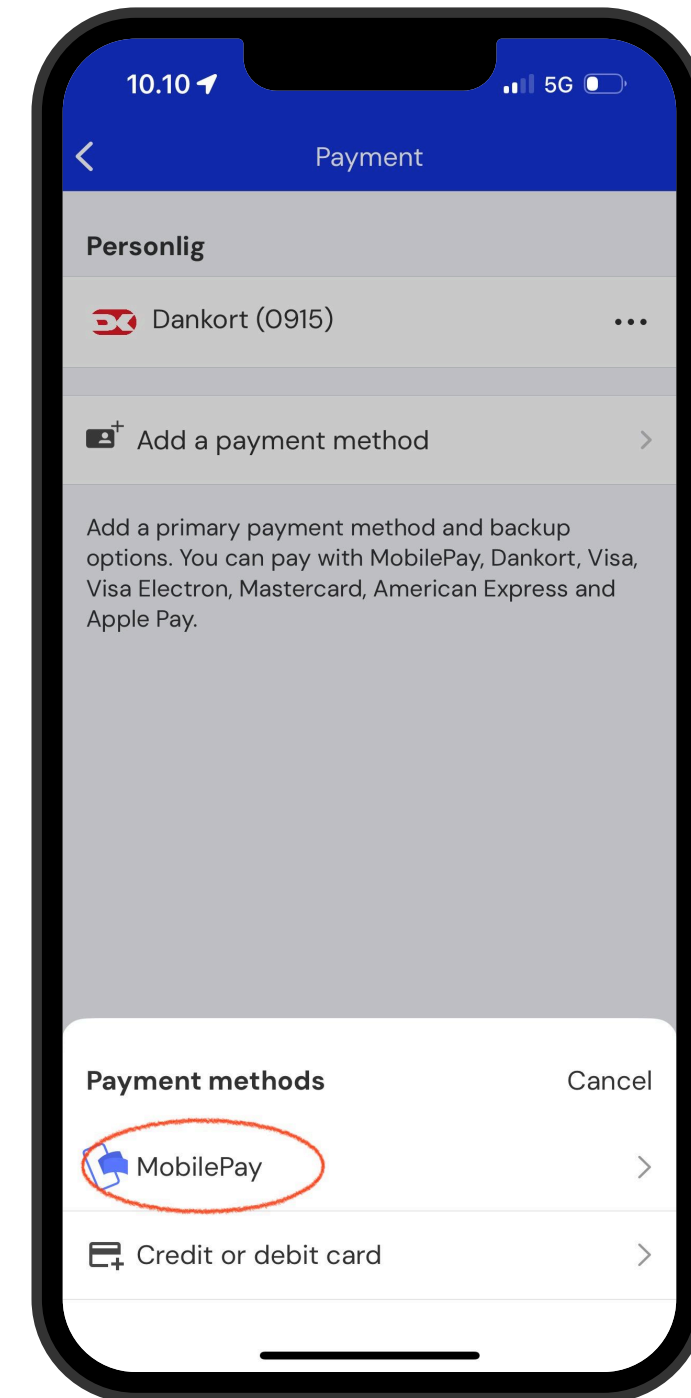 10.10
5G
Payment
Personlig
Dankort (0915)
Add a payment method
Add a primary payment method and backup
options. You can pay with MobilePay, Dankort, Visa,
Visa Electron, Mastercard, American Express and
Apple Pay.
Payment methods
Cancel
MobilePay
Credit or debit card